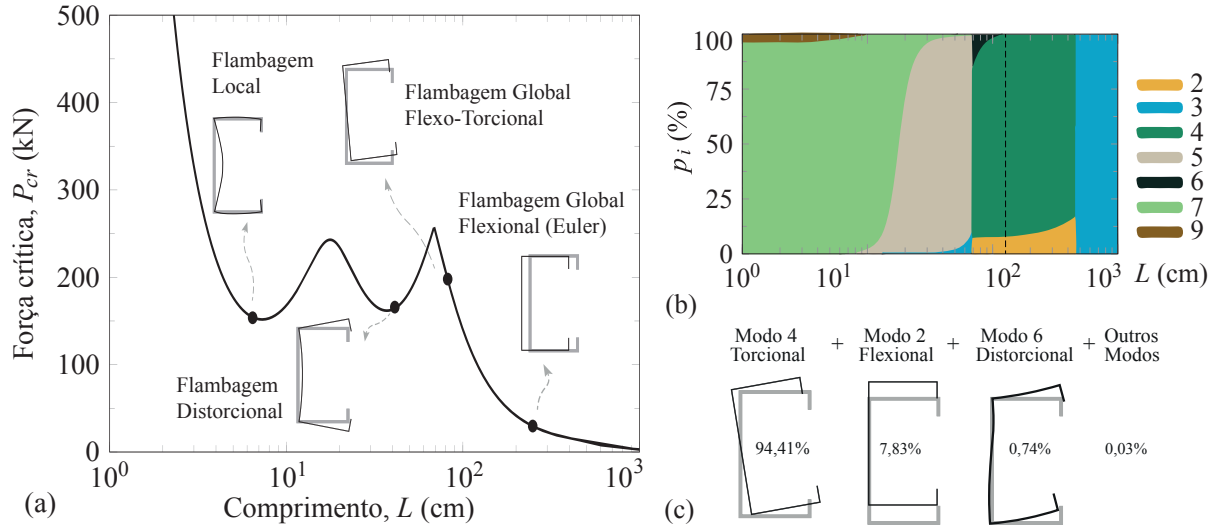 500
400
300
200
100
0
Força crítica, P_cr (kN)
10^0
10^1
10^2
10^3
Comprimento, L (cm)
(a)
Flambagem
Local
Flambagem Global
Flexo-Torcional
Flambagem Global
Flexional (Euler)
Flambagem
Distorcional
100
75
50
25
0
p_i (%)
10^0
10^1
10^2
10^3
L (cm)
(b)
2
3
4
5
6
7
9
Modo 4
Torcional
+
Modo 2
Flexional
+
Modo 6
Distorcional
+
Outros
Modos
94,41%
7,83%
0,74%
0,03%
(c)